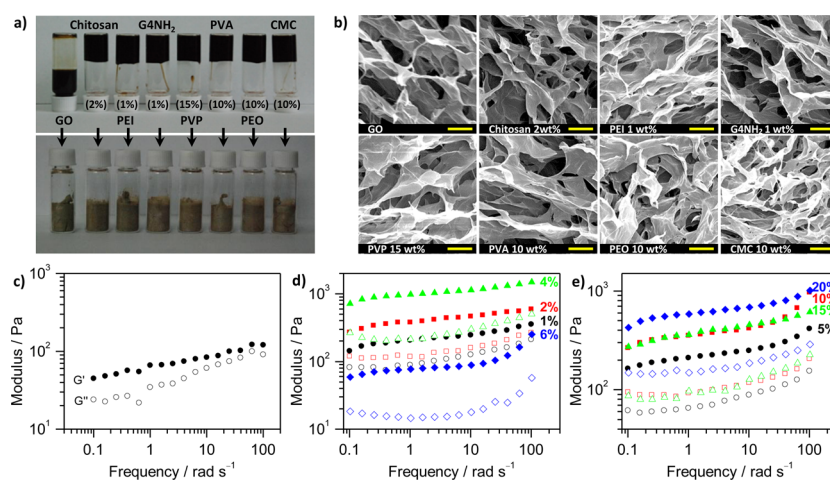 a)
Chitosan G4NH₂ PVA CMC
(2%) (1%) (1%) (15%) (10%) (10%) (10%)
GO PEI PVP PEO
b)
GO
Chitosan 2wt%
PEI 1 wt%
G4NH₂ 1 wt%
PVP 15 wt%
PVA 10 wt%
PEO 10 wt%
CMC 10 wt%
c)
Modulus / Pa
10³
10²
10¹
G'
G''
0.1 1 10 100
Frequency / rad s⁻¹
d)
Modulus / Pa
10³
10²
10¹
4%
2%
1%
6%
0.1 1 10 100
Frequency / rad s⁻¹
e)
Modulus / Pa
10³
10²
20%
10%
15%
5%
0.1 1 10 100
Frequency / rad s⁻¹